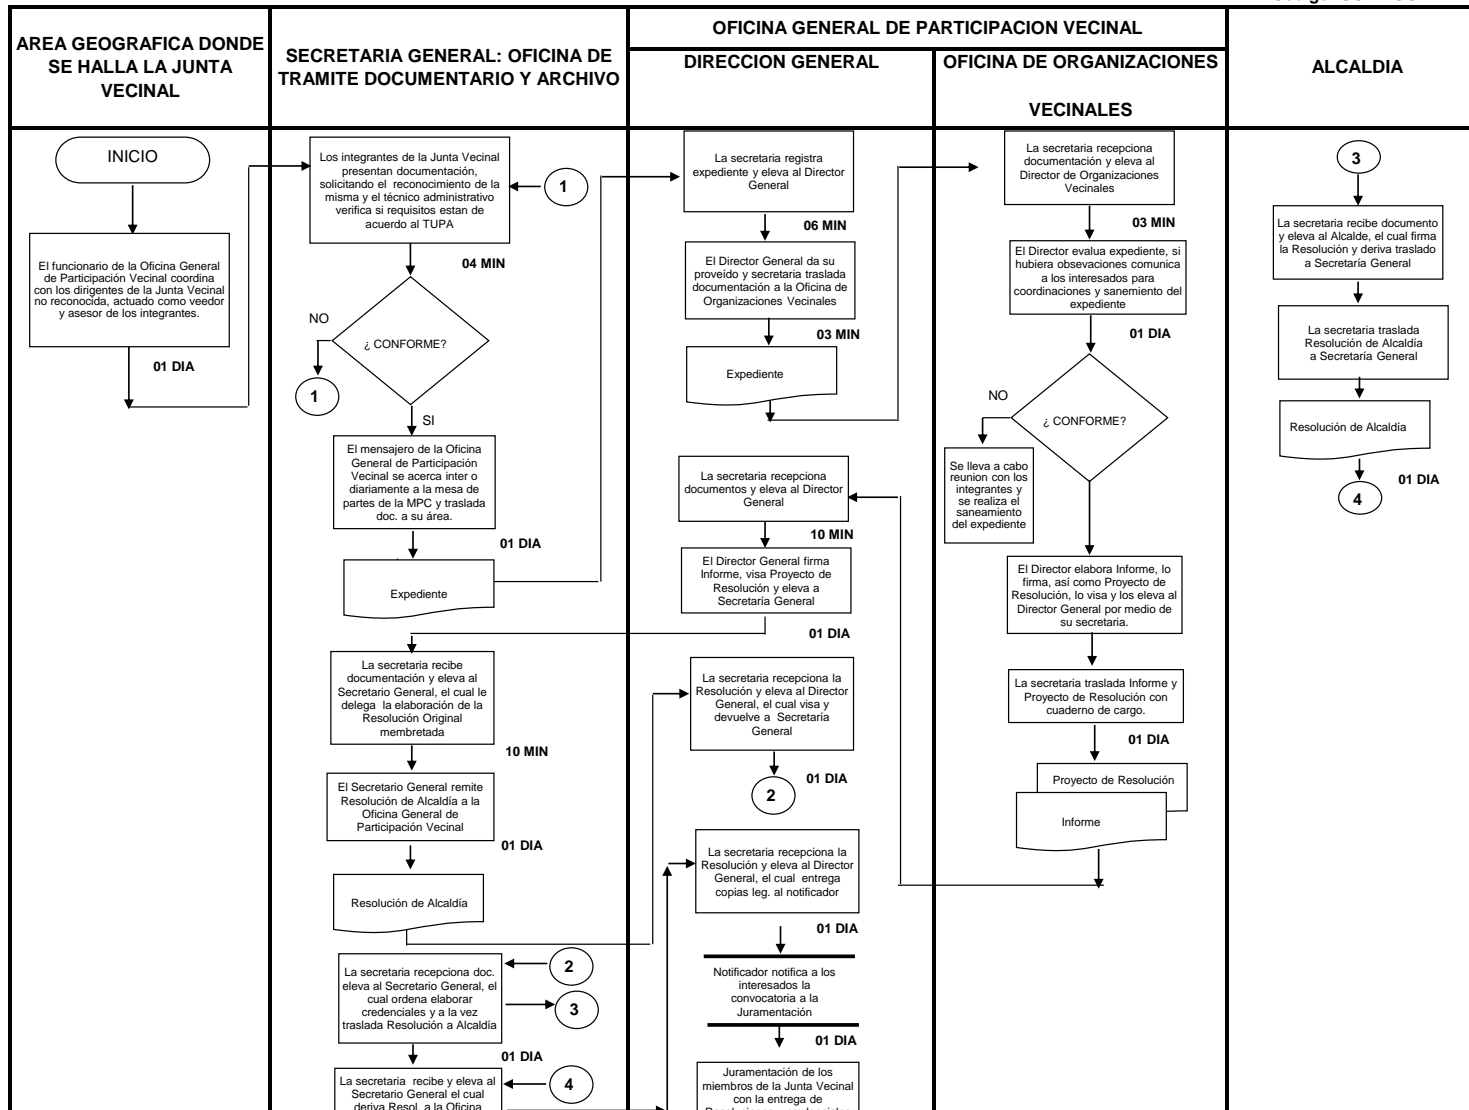 AREA GEOGRAFICA DONDE
SE HALLA LA JUNTA
VECINAL
SECRETARIA GENERAL: OFICINA DE
TRAMITE DOCUMENTARIO Y ARCHIVO
OFICINA GENERAL DE PARTICIPACION VECINAL
DIRECCION GENERAL
OFICINA DE ORGANIZACIONES
VECINALES
ALCALDIA
INICIO
El funcionario de la Oficina General
de Participación Vecinal coordina
con los dirigentes de la Junta Vecinal
no reconocida, actuado como veedor
y asesor de los integrantes.
01 DIA
Los integrantes de la Junta Vecinal
presentan documentación,
solicitando el reconocimiento de la
misma y el técnico administrativo
verifica si requisitos estan de
acuerdo al TUPA
1
04 MIN
NO
¿ CONFORME?
1
SI
El mensajero de la Oficina
General de Participación
Vecinal se acerca inter o
diariamente a la mesa de
partes de la MPC y traslada
doc. a su área.
01 DIA
Expediente
La secretaria recibe
documentación y eleva al
Secretario General, el cual le
delega la elaboración de la
Resolución Original
membretada
10 MIN
El Secretario General remite
Resolución de Alcaldía a la
Oficina General de
Participación Vecinal
01 DIA
Resolución de Alcaldía
La secretaria recepciona doc.
eleva al Secretario General, el
cual ordena elaborar
credenciales y a la vez
traslada Resolución a Alcaldía
2
3
01 DIA
La secretaria recibe y eleva al
Secretario General el cual
deriva Resol. a la Oficina
4
La secretaria registra
expediente y eleva al Director
General
06 MIN
El Director General da su
proveído y secretaria traslada
documentación a la Oficina de
Organizaciones Vecinales
03 MIN
Expediente
La secretaria recepciona
documentos y eleva al Director
General
10 MIN
El Director General firma
Informe, visa Proyecto de
Resolución y eleva a
Secretaría General
01 DIA
La secretaria recepciona la
Resolución y eleva al Director
General, el cual visa y
devuelve a Secretaría
General
01 DIA
2
La secretaria recepciona la
Resolución y eleva al Director
General, el cual entrega
copias leg. al notificador
01 DIA
Notificador notifica a los
interesados la
convocatoria a la
Juramentación
01 DIA
Juramentación de los
miembros de la Junta Vecinal
con la entrega de
La secretaria recepciona
documentación y eleva al
Director de Organizaciones
Vecinales
03 MIN
El Director evalua expediente, si
hubiera obsevaciones comunica
a los interesados para
coordinaciones y sanemiento del
expediente
01 DIA
NO
¿ CONFORME?
Se lleva a cabo
reunion con los
integrantes y
se realiza el
saneamiento
del expediente
El Director elabora Informe, lo
firma, así como Proyecto de
Resolución, lo visa y los eleva al
Director General por medio de
su secretaria.
La secretaria traslada Informe y
Proyecto de Resolución con
cuaderno de cargo.
01 DIA
Proyecto de Resolución
Informe
3
La secretaria recibe documento
y eleva al Alcalde, el cual firma
la Resolución y deriva traslado
a Secretaría General
La secretaria traslada
Resolución de Alcaldía
a Secretaría General
Resolución de Alcaldía
01 DIA
4